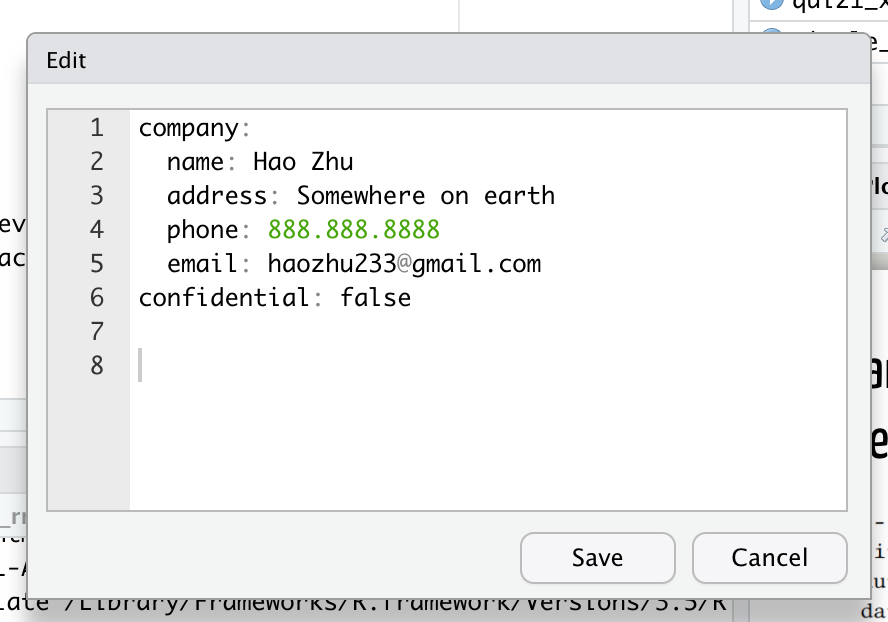 Edit
1 company:
2 name: Hao Zhu
3 address: Somewhere on earth
4 phone: 888.888.8888
5 email: haozhu233@gmail.com
6 confidential: false
7
8
Save Cancel
/Library/Frameworks/R.framework/Versions/3.5/R